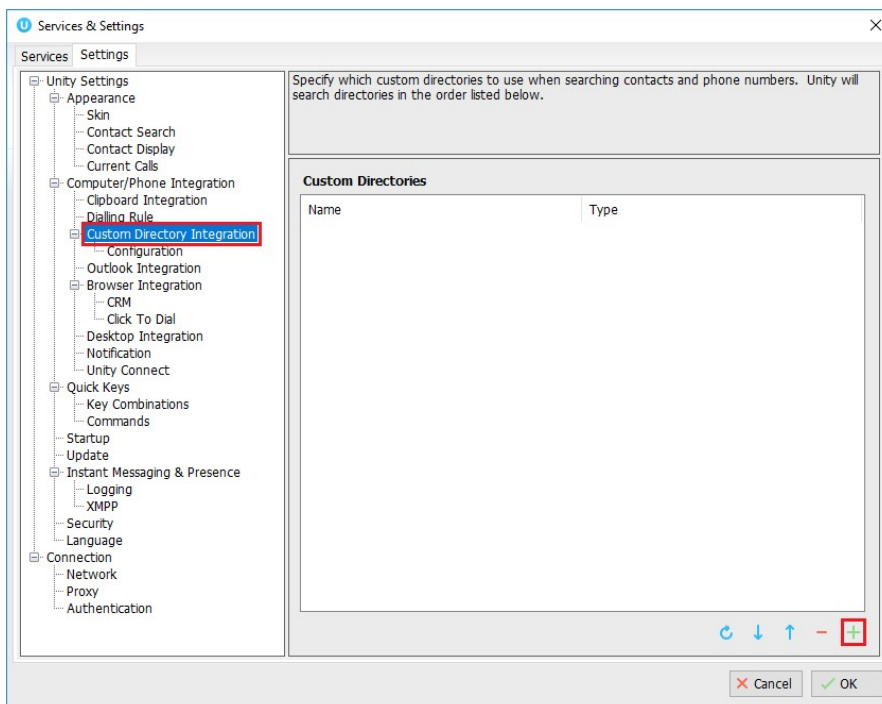 Services & Settings
Services Settings
Unity Settings
Appearance
Skin
Contact Search
Contact Display
Current Calls
Computer/Phone Integration
Clipboard Integration
Dialling Rule
Custom Directory Integration
Configuration
Outlook Integration
Browser Integration
CRM
Click To Dial
Desktop Integration
Notification
Unity Connect
Quick Keys
Key Combinations
Commands
Startup
Update
Instant Messaging & Presence
Logging
XMPP
Security
Language
Connection
Network
Proxy
Authentication
Specify which custom directories to use when searching contacts and phone numbers. Unity will
search directories in the order listed below.
Custom Directories
Name Type
Cancel OK